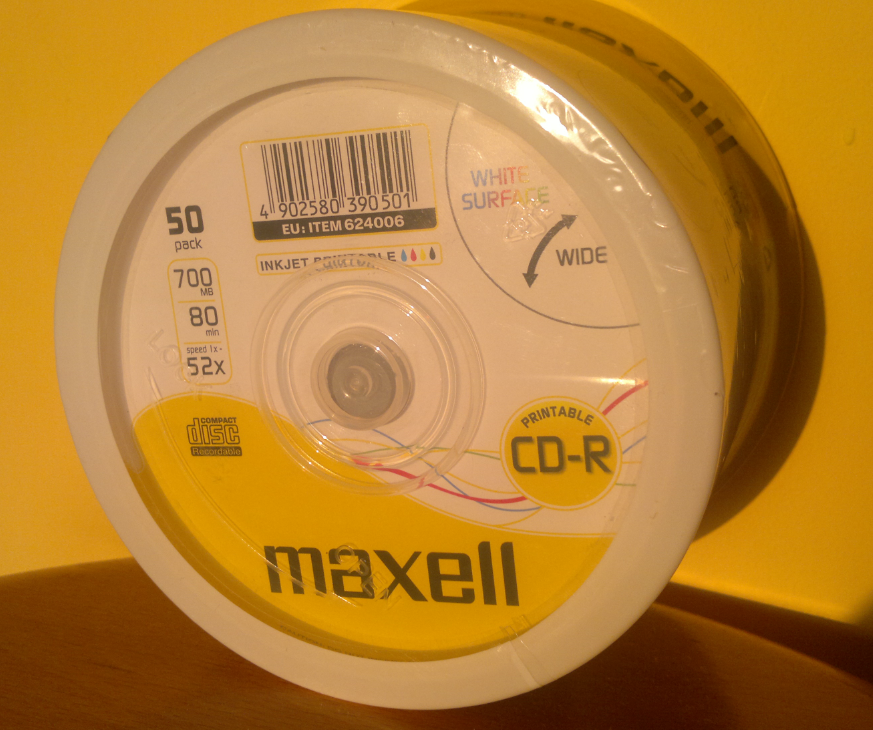 maxell
4 902580 390501
EU: ITEM 624006
50
pack
INKJET PRINTABLE
700
MB
80
min
speed 1x-
52x
WHITE
SURFACE
WIDE
COMPACT
disc
Recordable
PRINTABLE
CD-R
maxell